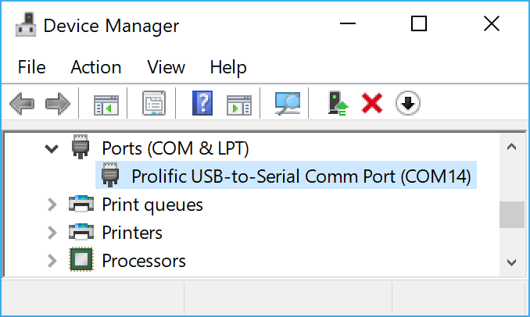 Device Manager
File Action View Help
Ports (COM & LPT)
Prolific USB-to-Serial Comm Port (COM14)
Print queues
Printers
Processors